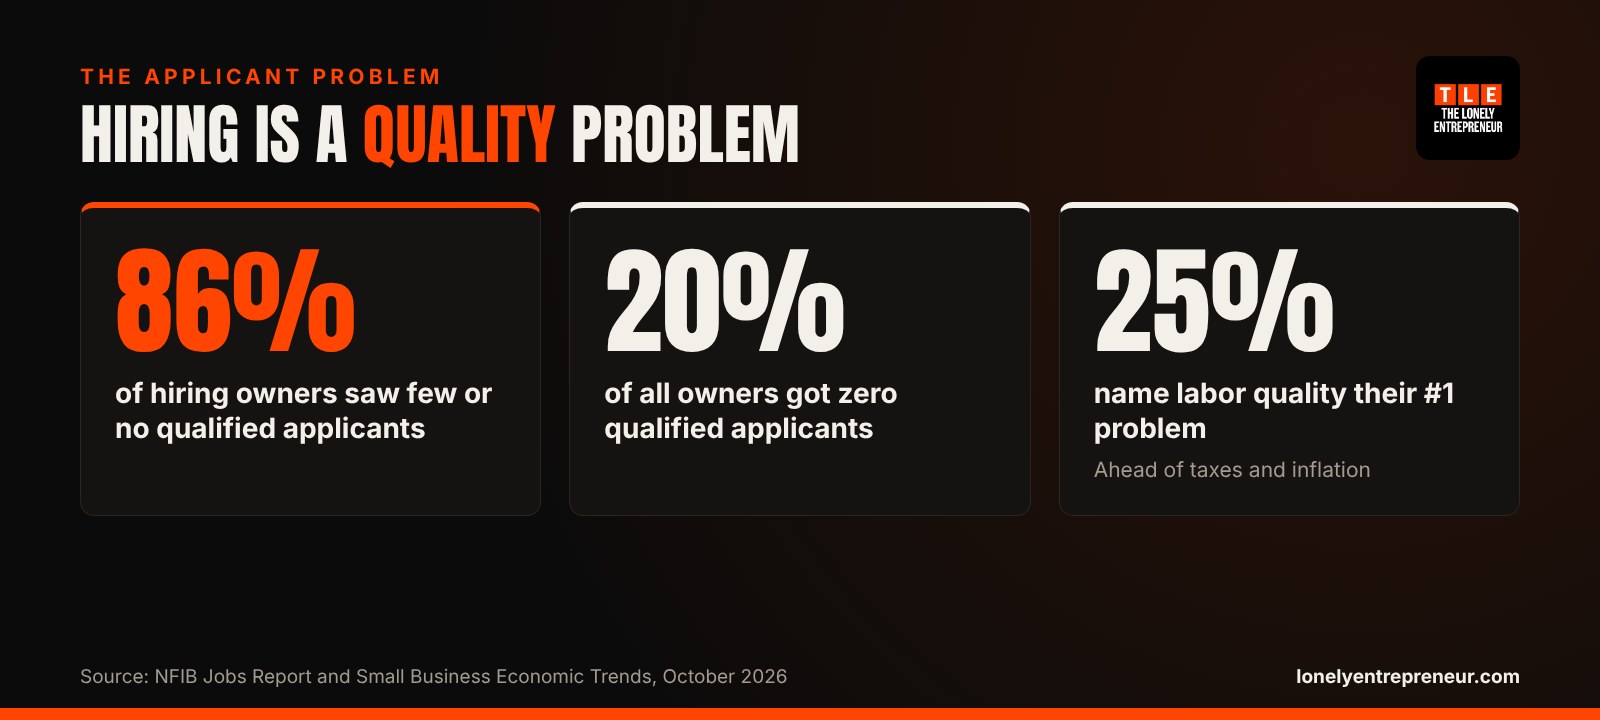 THE APPLICANT PROBLEM
HIRING IS A QUALITY PROBLEM
TLE
THE LONELY
ENTREPRENEUR
86%
of hiring owners saw few or
no qualified applicants
20%
of all owners got zero
qualified applicants
25%
name labor quality their #1
problem
Ahead of taxes and inflation
Source: NFIB Jobs Report and Small Business Economic Trends, October 2026
lonelyentrepreneur.com